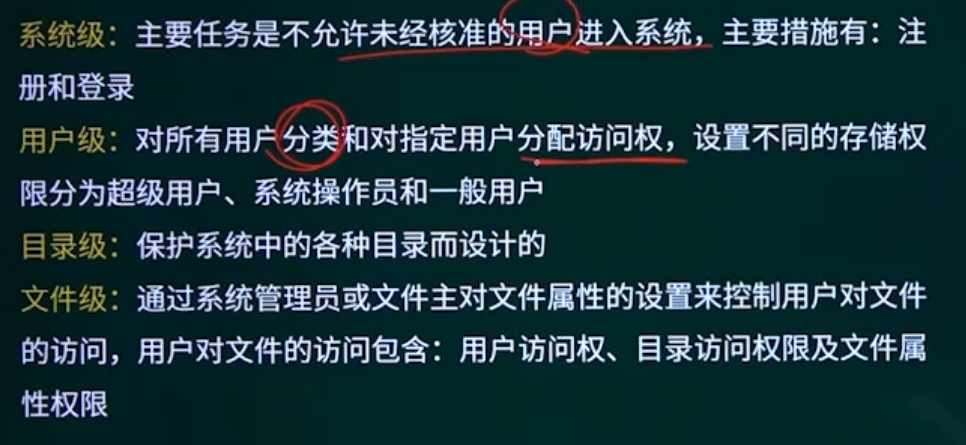 系统级：主要任务是不允许未经核准的用户进入系统，主要措施有：注
册和登录
用户级：对所有用户分类和对指定用户分配访问权，设置不同的存储权
限分为超级用户、系统操作员和一般用户
目录级：保护系统中的各种目录而设计的
文件级：通过系统管理员或文件主对文件属性的设置来控制用户对文件
的访问，用户对文件的访问包含：用户访问权、目录访问权限及文件属
性权限